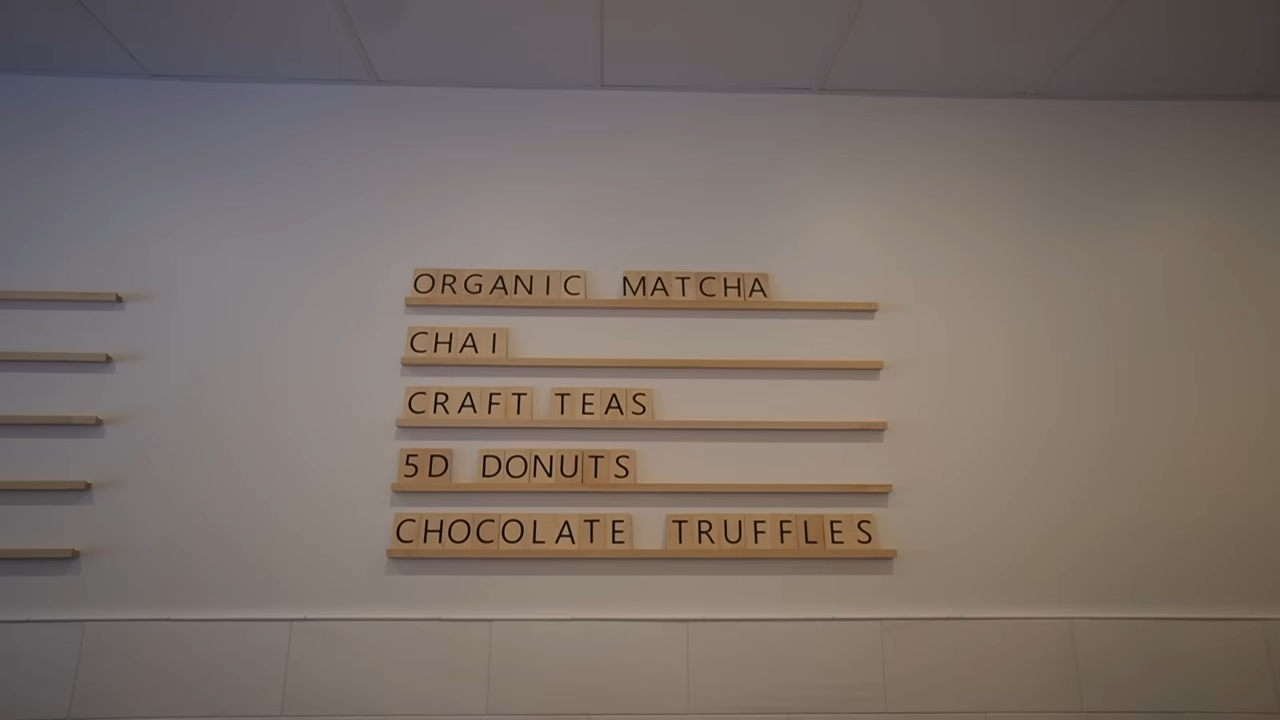 ORGANIC MATCHA
CHAI
CRAFT TEAS
5D DONUTS
CHOCOLATE TRUFFLES